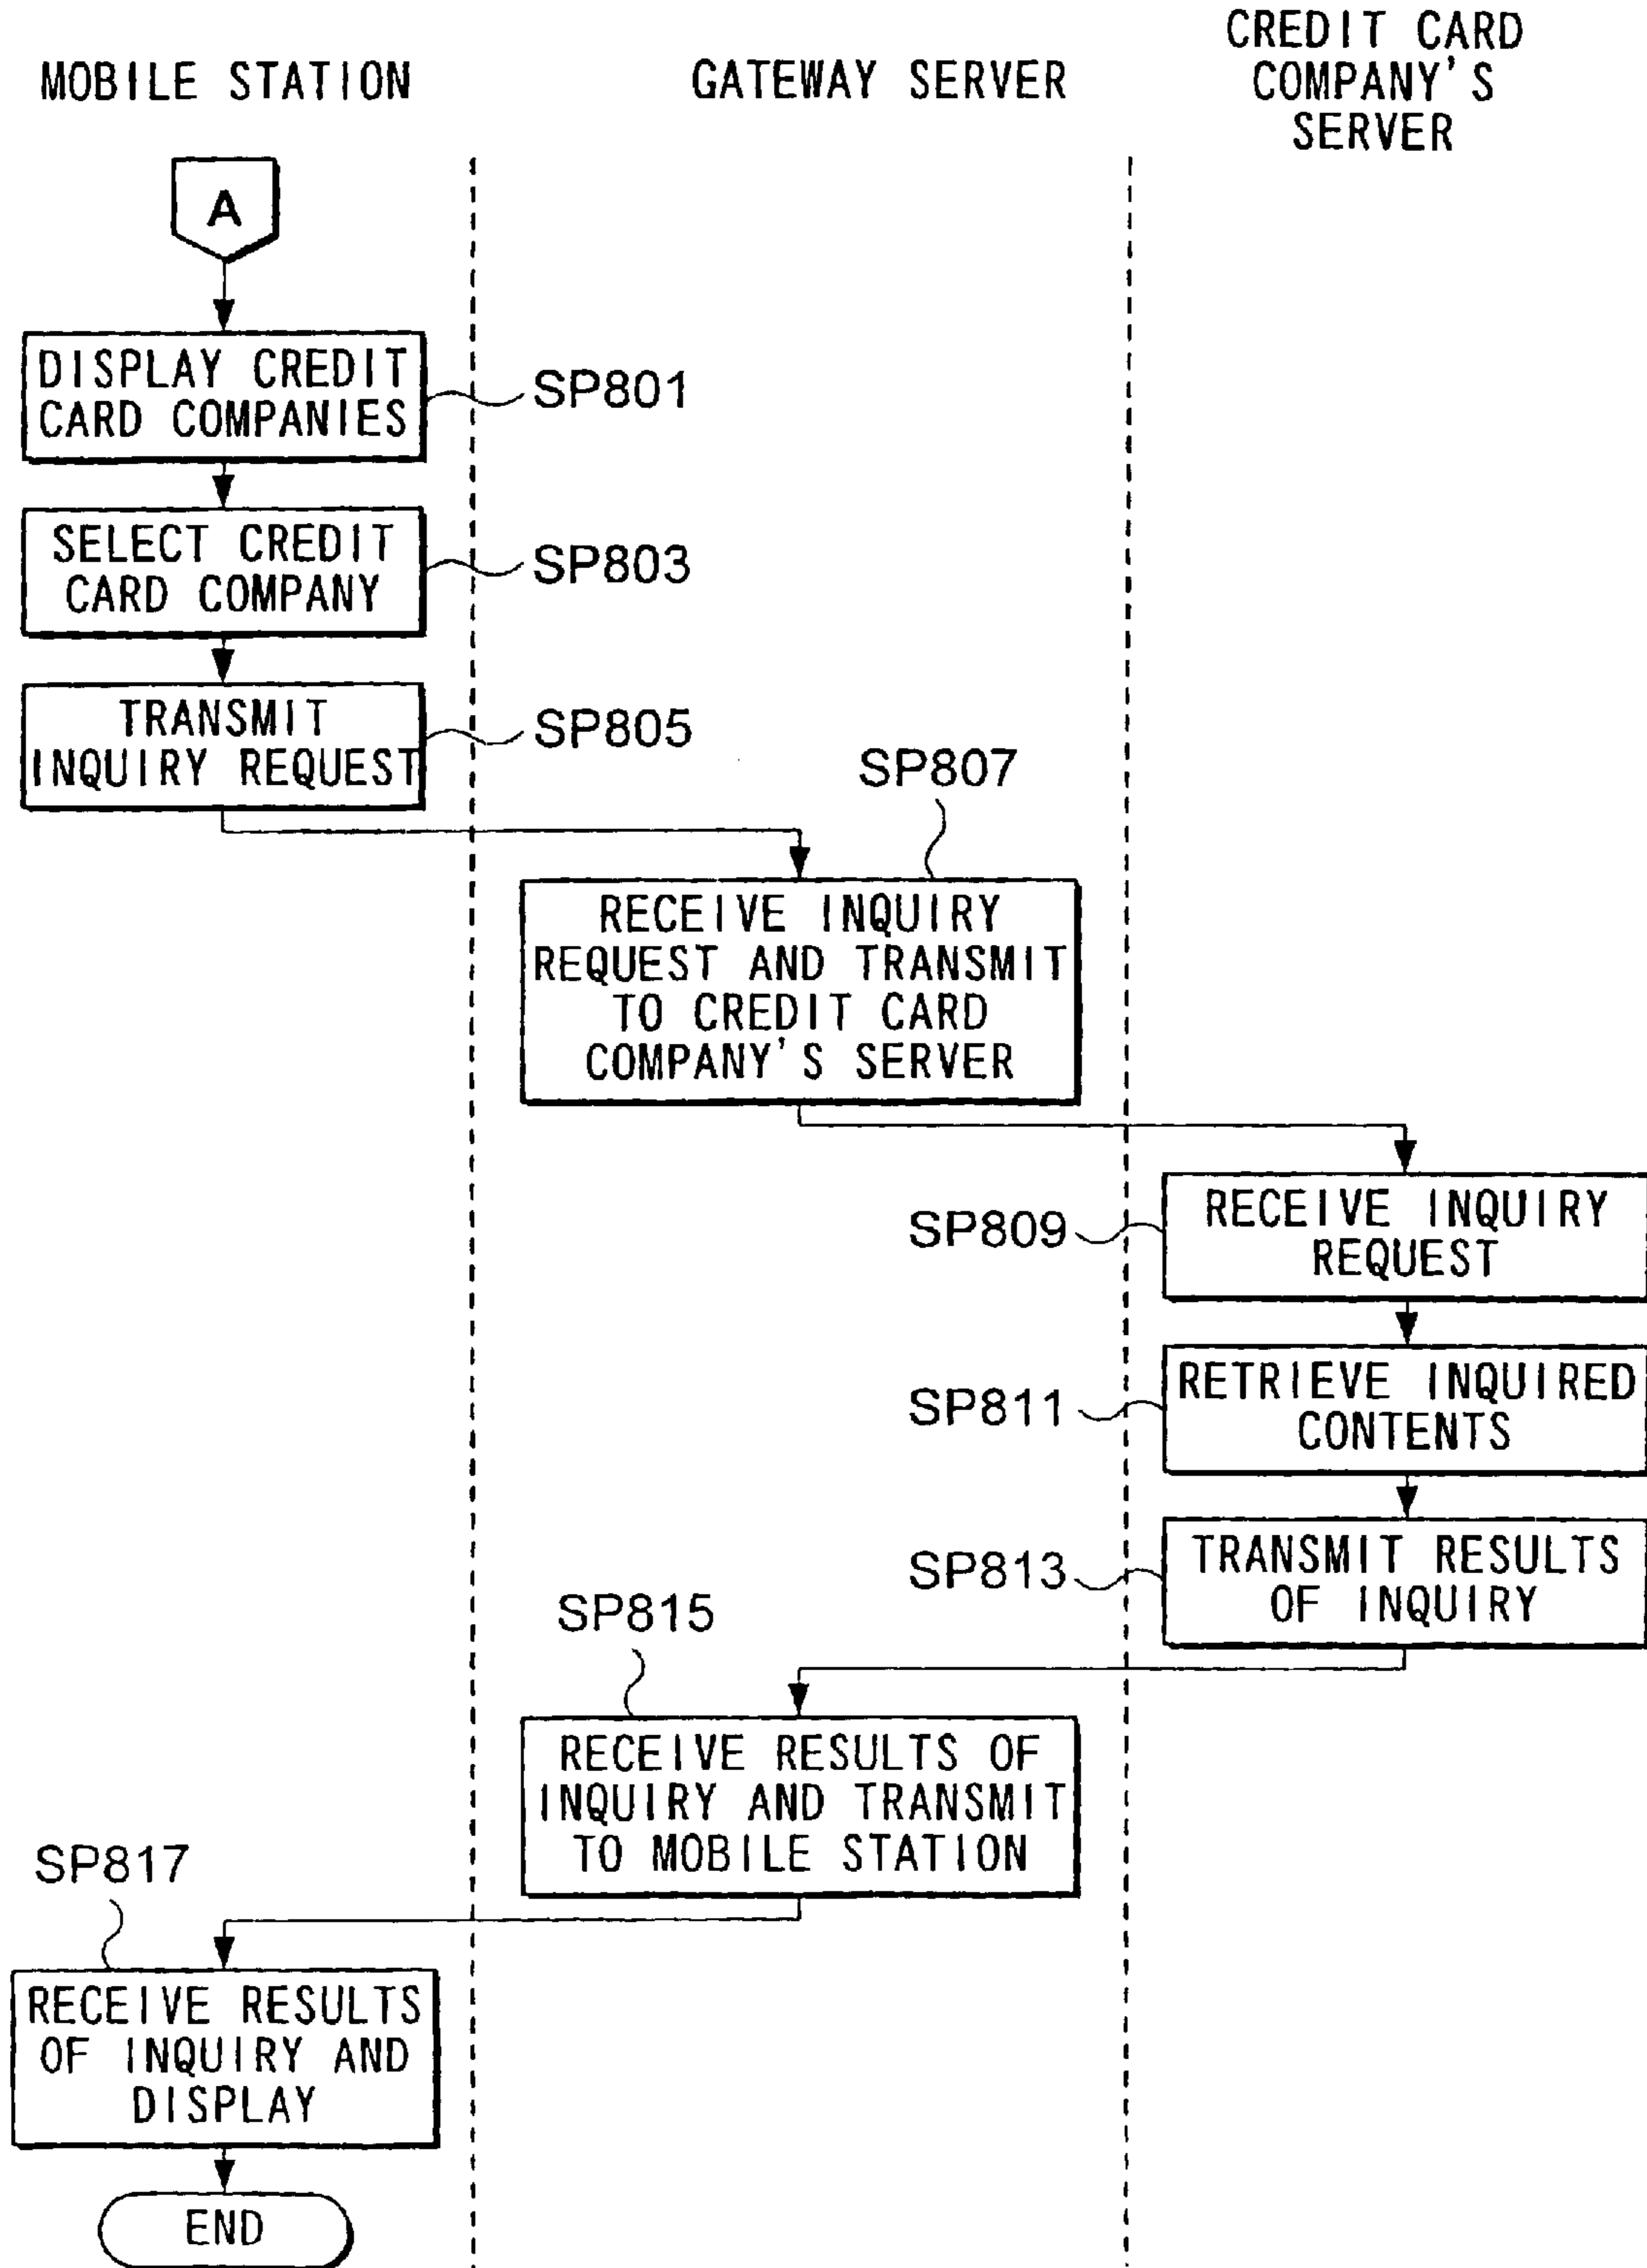 MOBILE STATION
GATEWAY SERVER
CREDIT CARD
COMPANY'S
SERVER
A
DISPLAY CREDIT
CARD COMPANIES
SP801
SELECT CREDIT
CARD COMPANY
SP803
TRANSMIT
INQUIRY REQUEST
SP805
SP807
RECEIVE INQUIRY
REQUEST AND TRANSMIT
TO CREDIT CARD
COMPANY'S SERVER
SP809
RECEIVE INQUIRY
REQUEST
SP811
RETRIEVE INQUIRED
CONTENTS
SP813
TRANSMIT RESULTS
OF INQUIRY
SP815
RECEIVE RESULTS OF
INQUIRY AND TRANSMIT
TO MOBILE STATION
SP817
RECEIVE RESULTS
OF INQUIRY AND
DISPLAY
END